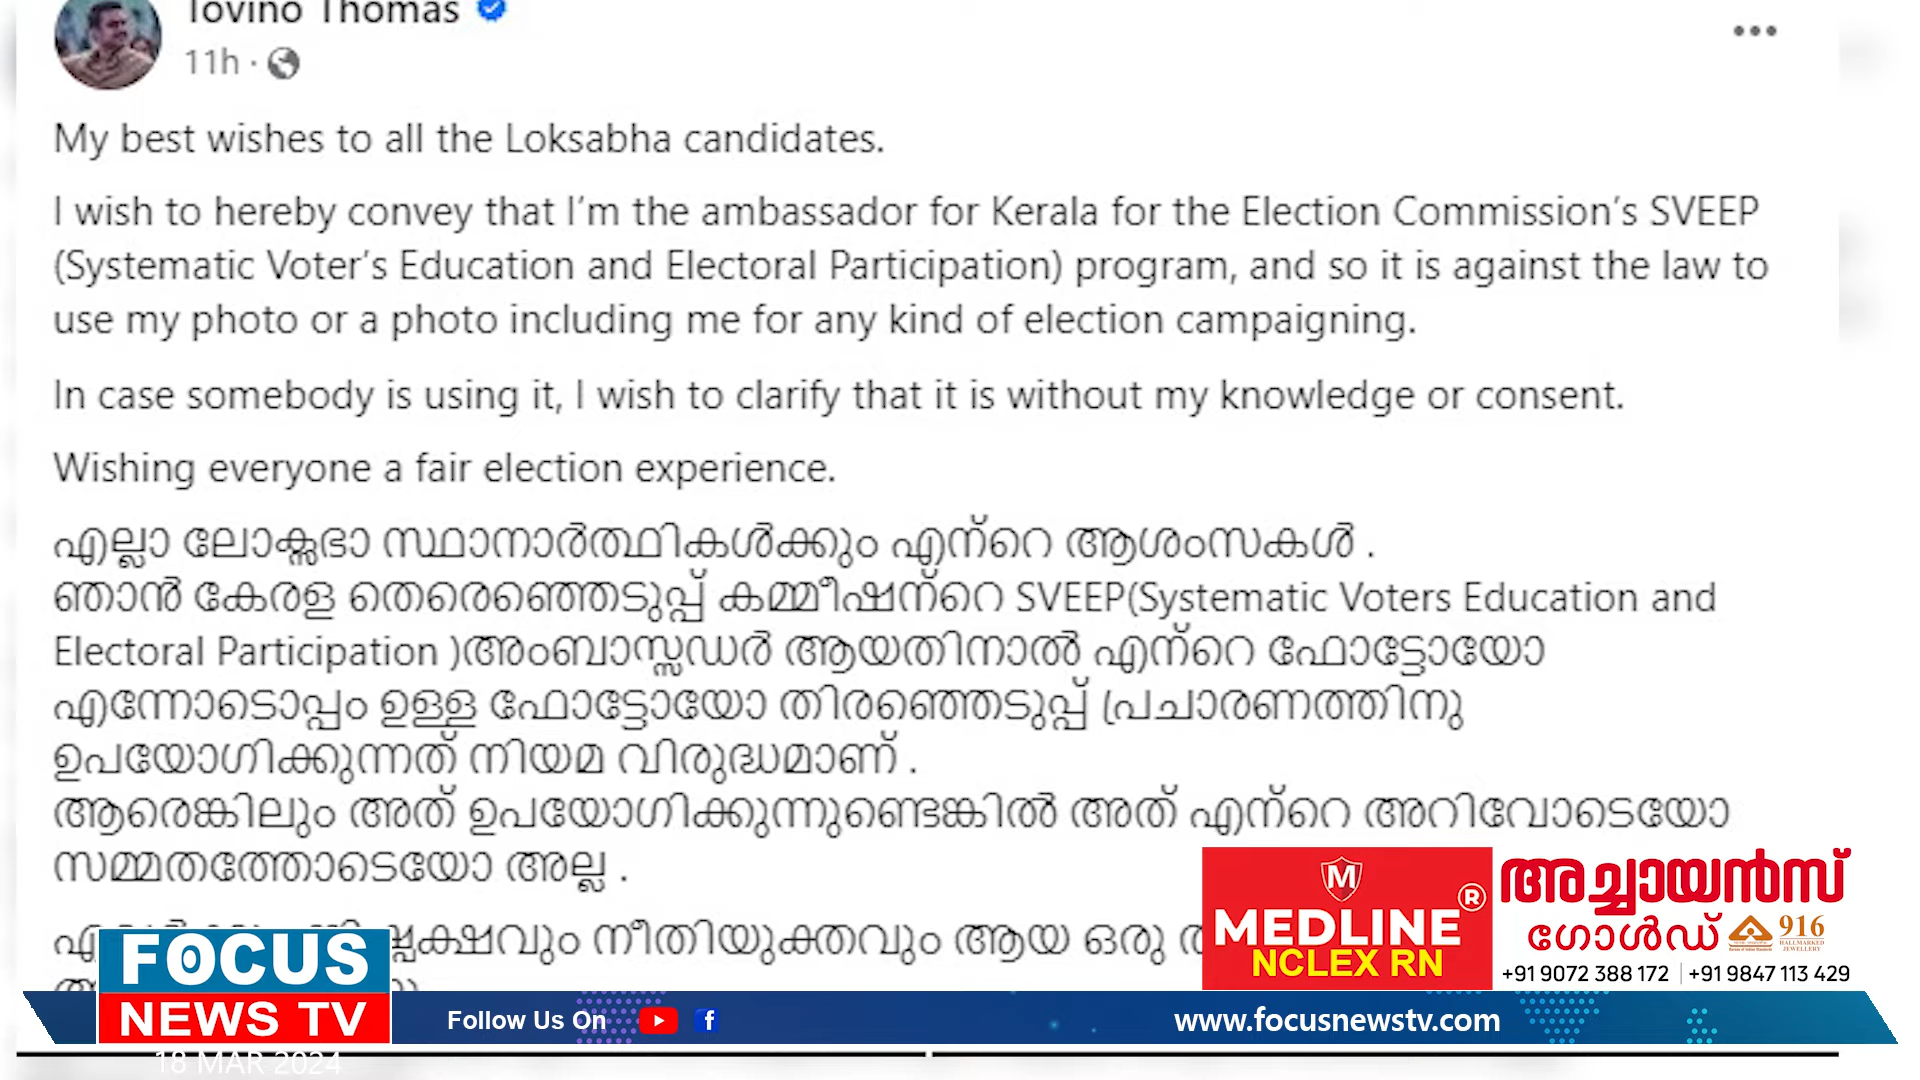 Tovino Thomas
11h ·
My best wishes to all the Loksabha candidates.
I wish to hereby convey that I'm the ambassador for Kerala for the Election Commission's SVEEP
(Systematic Voter's Education and Electoral Participation) program, and so it is against the law to
use my photo or a photo including me for any kind of election campaigning.
In case somebody is using it, I wish to clarify that it is without my knowledge or consent.
Wishing everyone a fair election experience.
എല്ലാ ലോക്സഭാ സ്ഥാനാർത്ഥികൾക്കും എന്റെ ആശംസകൾ .
ഞാൻ കേരള തെരെഞ്ഞെടുപ്പ് കമ്മീഷന്റെ SVEEP(Systematic Voters Education and
Electoral Participation )അംബാസ്സഡർ ആയതിനാൽ എന്റെ ഫോട്ടോയോ
എന്നോടൊപ്പം ഉള്ള ഫോട്ടോയോ തിരഞ്ഞെടുപ്പ് പ്രചാരണത്തിനു
ഉപയോഗിക്കുന്നത് നിയമ വിരുദ്ധമാണ് .
ആരെങ്കിലും അത് ഉപയോഗിക്കുന്നുണ്ടെങ്കിൽ അത് എന്റെ അറിവോടെയോ
സമ്മതത്തോടെയോ അല്ല .
നീതിയുക്തവും ആയ ഒരു
MEDLINE ®
NCLEX RN
അച്ചായൻസ്
ഗോൾഡ് 916
HALLMARKED
JEWELLERY
+91 9072 388 172 | +91 9847 113 429
FOCUS
NEWS TV
Follow Us On
www.focusnewstv.com
18 MAR 2024